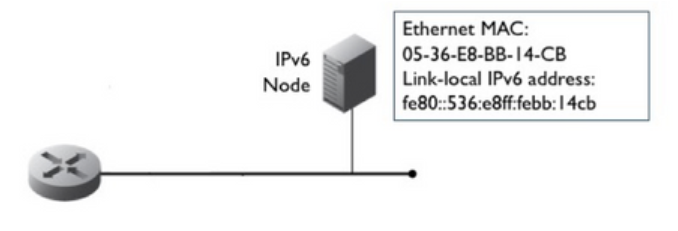 IPv6
Node
Ethernet MAC:
05-36-E8-BB-14-CB
Link-local IPv6 address:
fe80::536:e8ff:febb:14cb